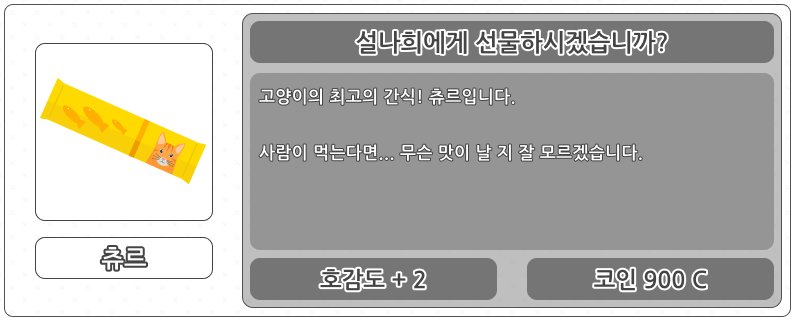 설나희에게 선물하시겠습니까?
고양이의 최고의 간식! 츄르입니다.
사람이 먹는다면... 무슨 맛이 날 지 잘 모르겠습니다.
츄르
호감도 + 2
코인 900 C